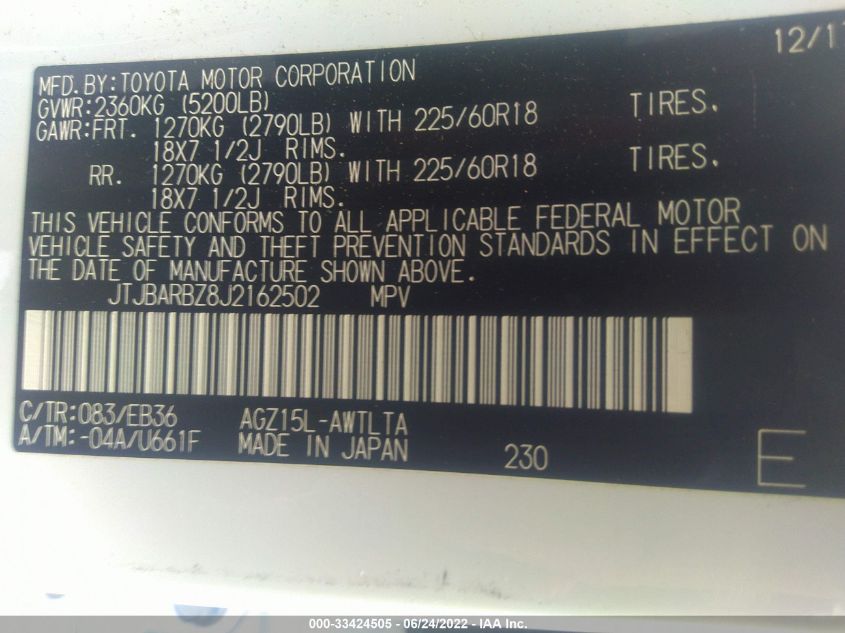 12/1
MFD.BY:TOYOTA MOTOR CORPORATION
GVWR:2360KG (5200LB)
GAWR:FRT. 1270KG (2790LB) WITH 225/60R18 TIRES.
18X7 1/2J RIMS.
RR. 1270KG (2790LB) WITH 225/60R18 TIRES.
18X7 1/2J RIMS.
THIS VEHICLE CONFORMS TO ALL APPLICABLE FEDERAL MOTOR
VEHICLE SAFETY AND THEFT PREVENTION STANDARDS IN EFFECT ON
THE DATE OF MANUFACTURE SHOWN ABOVE.
JTJBARBZ8J2162502 MPV
C/TR:083/EB36 AGZ15L-AWTLTA
A/TM:-04A/U661F MADE IN JAPAN 230 E
000-33424505 - 06/24/2022 - IAA Inc.